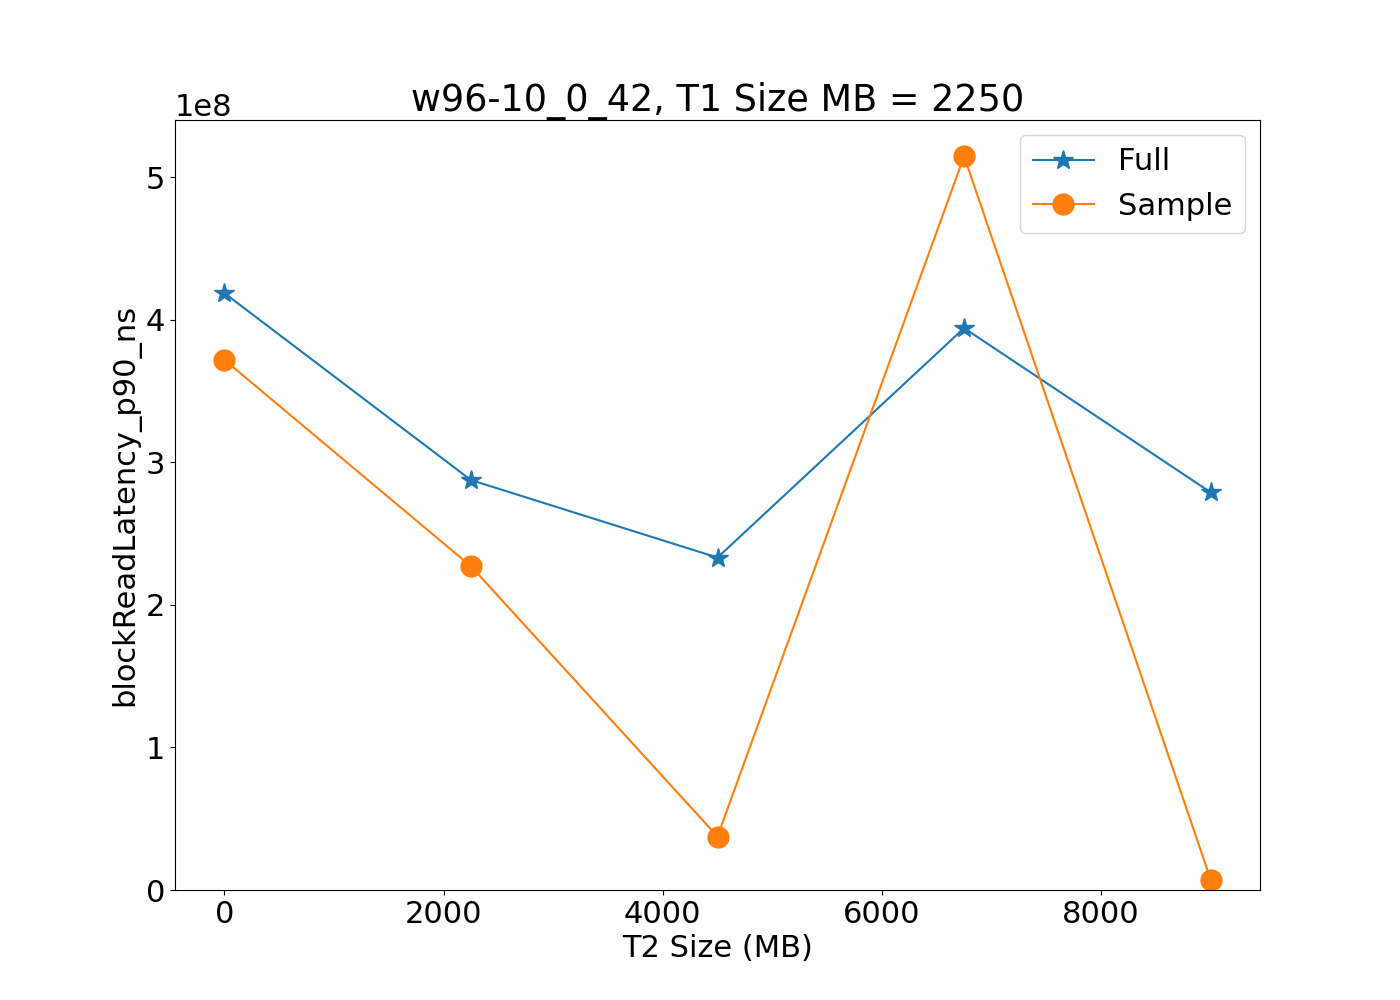 w96-10_0_42, T1 Size MB = 2250
1e8
Full
Sample
5
4
3
2
1
0
blockReadLatency_p90_ns
0 2000 4000 6000 8000
T2 Size (MB)